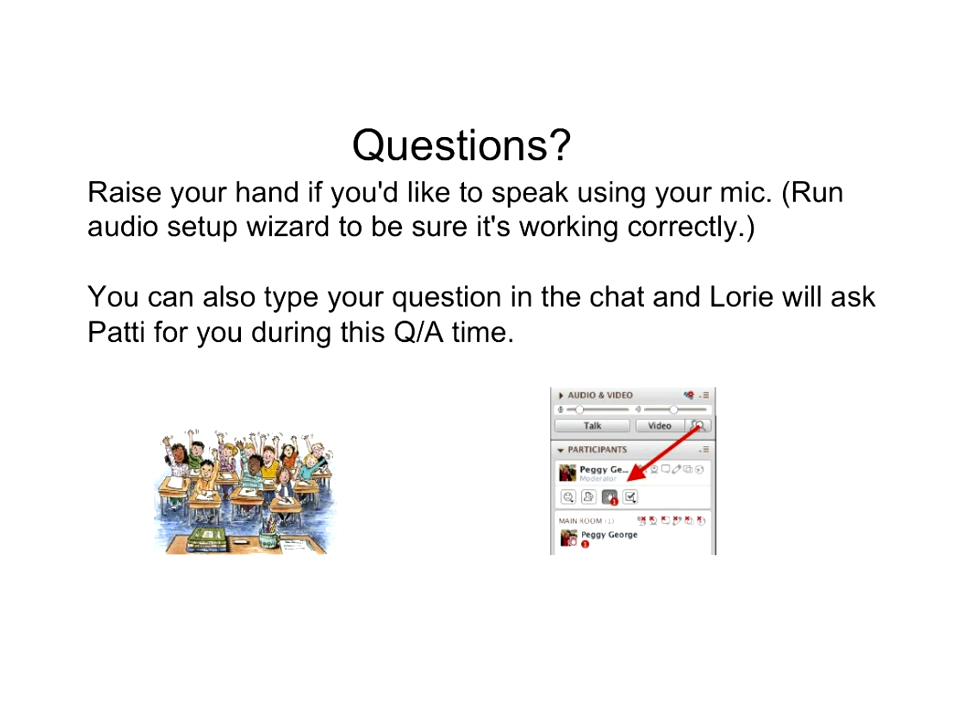 Questions?
Raise your hand if you'd like to speak using your mic. (Run
audio setup wizard to be sure it's working correctly.)
You can also type your question in the chat and Lorie will ask
Patti for you during this Q/A time.
AUDIO & VIDEO
Talk
Video
PARTICIPANTS
Peggy Ge...
Moderator
1
MAIN ROOM (1)
Peggy George
1